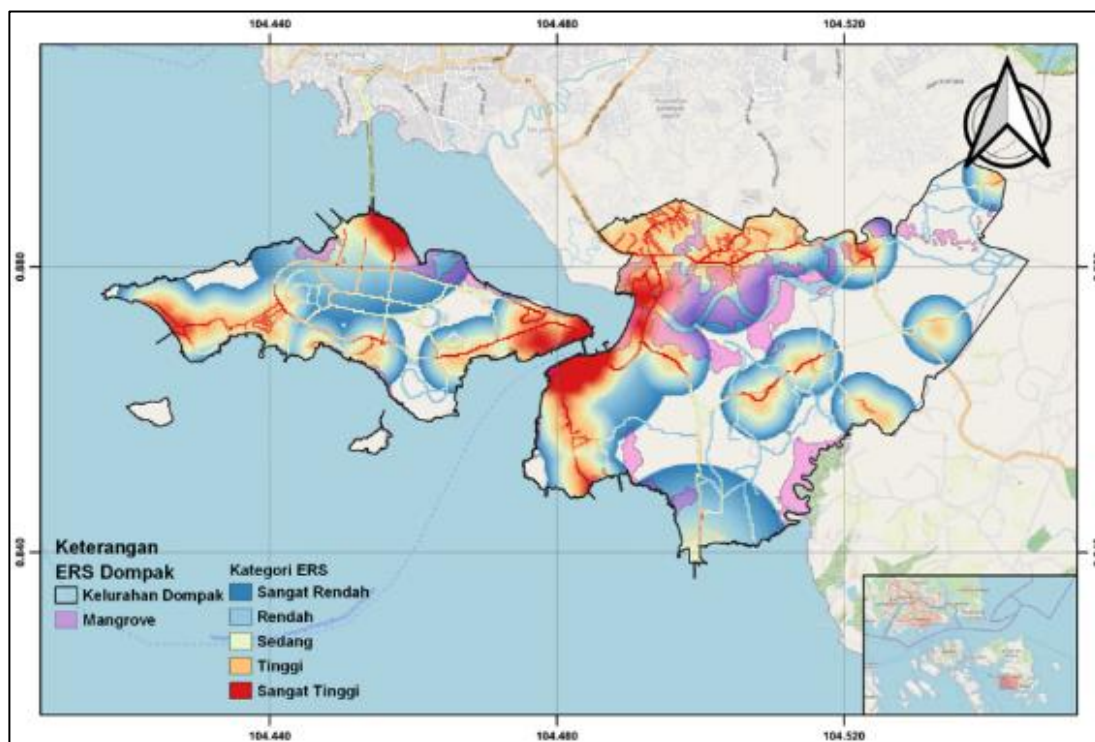 104.440 104.480 104.520
0.880
0.840
Keterangan
ERS Dompak
Kelurahan Dompak
Mangrove
Kategori ERS
Sangat Rendah
Rendah
Sedang
Tinggi
Sangat Tinggi
104.440 104.480 104.520